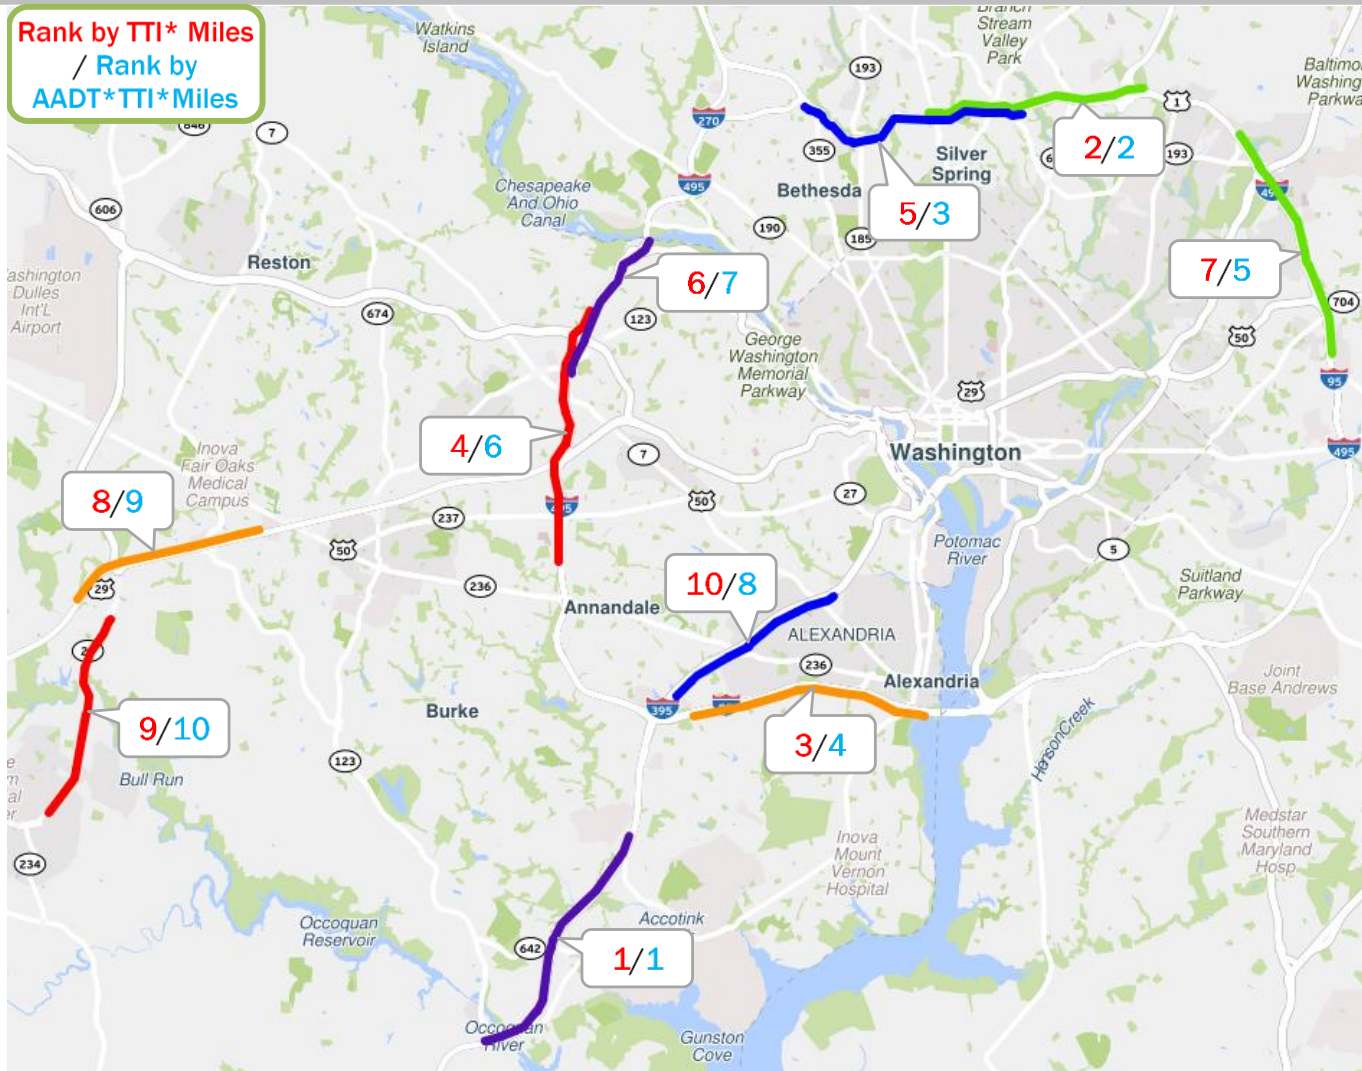 Rank by TTI* Miles
/ Rank by
AADT*TTI*Miles
Watkins
Island
Branch
Stream
Valley
Park
193
Baltimore
Washington
Parkway
270
1
7
355
2/2
193
Silver
Spring
495
Bethesda
Chesapeake
And Ohio
Canal
5/3
606
190
185
Reston
6/7
7/5
ashington
Dulles
Int'L
Airport
674
123
704
50
George
Washington
Memorial
Parkway
29
95
4/6
Inova
Fair Oaks
Medical
Campus
7
Washington
495
8/9
50
27
237
50
5
Potomac
River
10/8
236
29
Annandale
Suitland
Parkway
ALEXANDRIA
236
Joint
Base Andrews
Alexandria
395
Burke
HensonCreek
9/10
3/4
123
Bull Run
Medstar
Southern
Maryland
Hosp
Inova
Mount
Vernon
Hospital
234
Occoquan
Reservoir
Accotink
642
1/1
Occoquan
River
Gunston
Cove